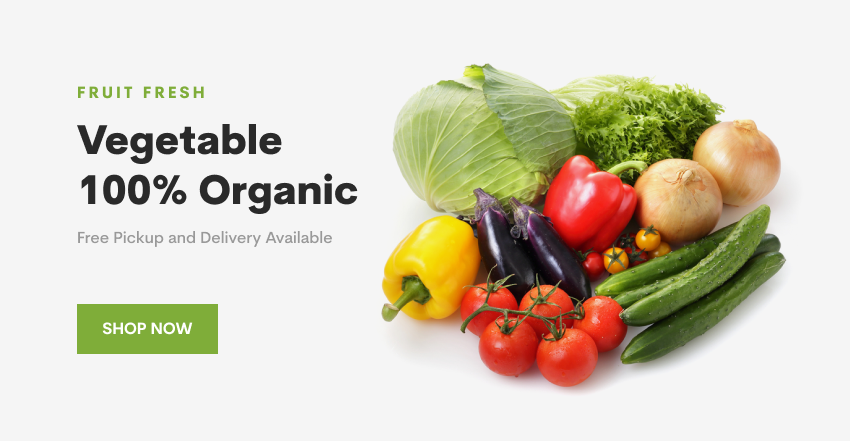 FRUIT FRESH
Vegetable
100% Organic
Free Pickup and Delivery Available
SHOP NOW